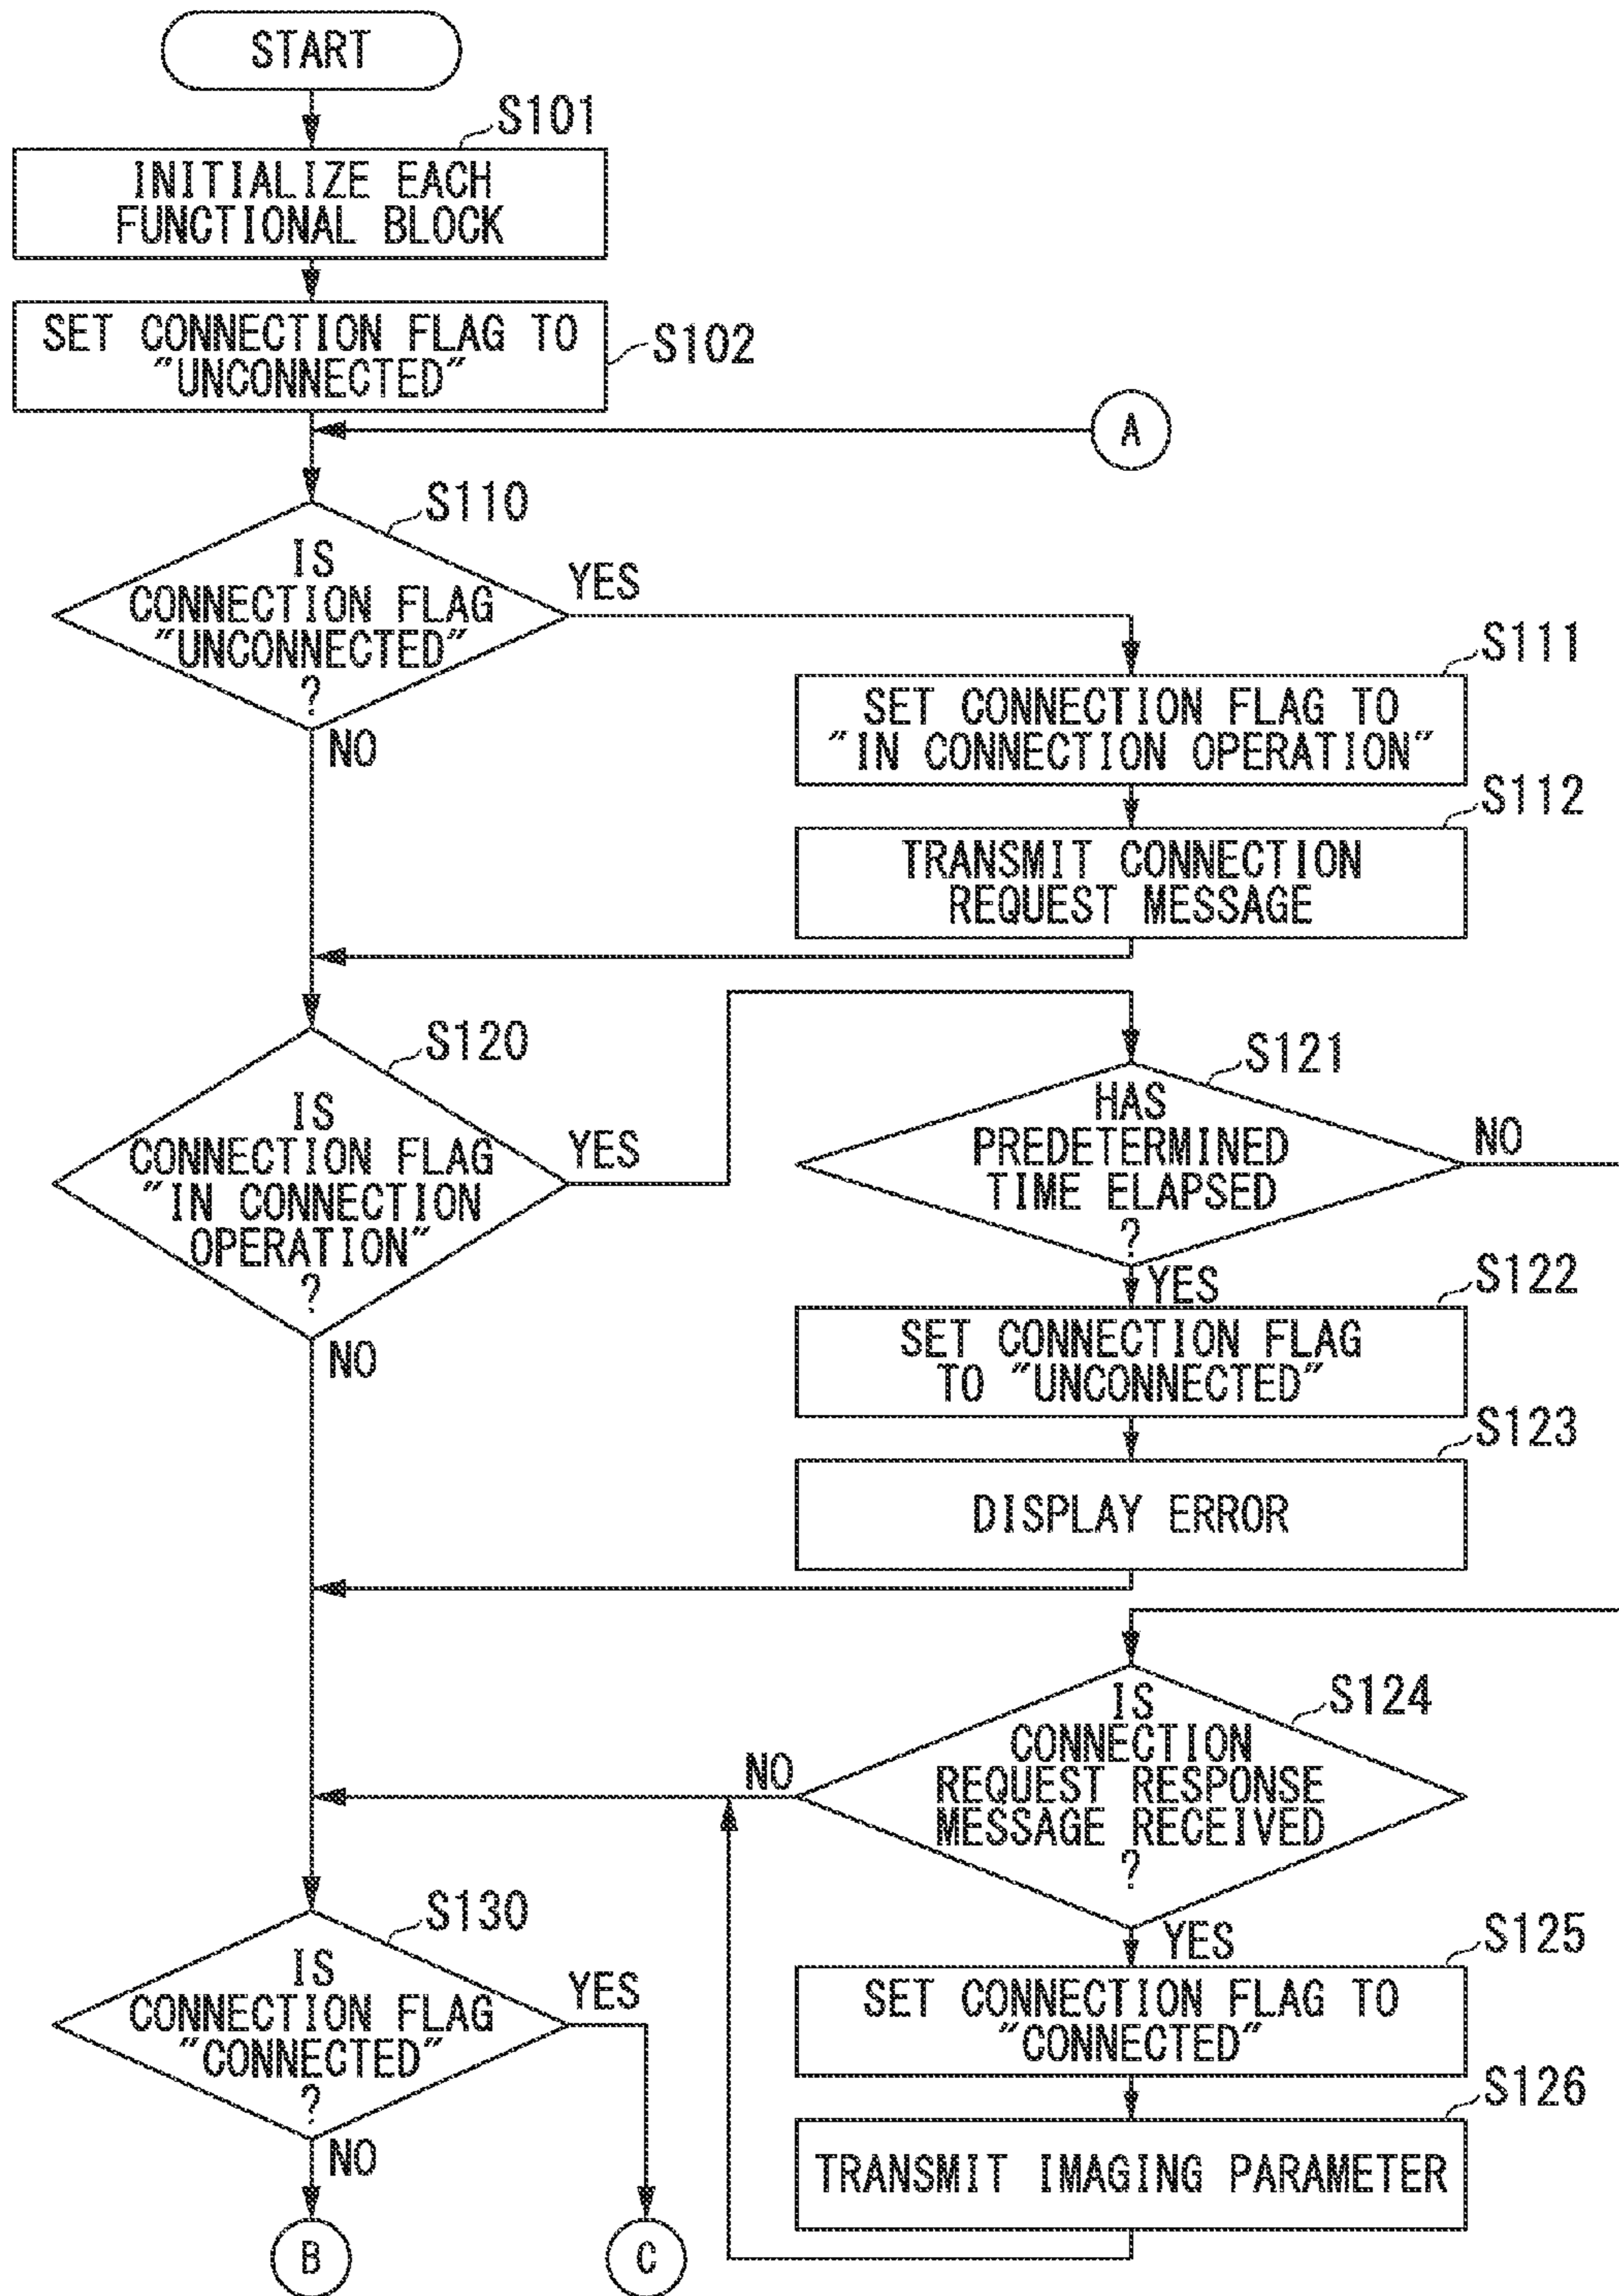 START
S101
INITIALIZE EACH
FUNCTIONAL BLOCK
SET CONNECTION FLAG TO
"UNCONNECTED"
S102
A
S110
IS
CONNECTION FLAG
"UNCONNECTED"
?
YES
NO
S111
SET CONNECTION FLAG TO
"IN CONNECTION OPERATION"
S112
TRANSMIT CONNECTION
REQUEST MESSAGE
S120
IS
CONNECTION FLAG
"IN CONNECTION
OPERATION"
?
YES
NO
S121
HAS
PREDETERMINED
TIME ELAPSED
?
NO
YES
S122
SET CONNECTION FLAG
TO "UNCONNECTED"
S123
DISPLAY ERROR
S124
IS
CONNECTION
REQUEST RESPONSE
MESSAGE RECEIVED
?
NO
YES
S125
SET CONNECTION FLAG TO
"CONNECTED"
S126
TRANSMIT IMAGING PARAMETER
S130
IS
CONNECTION FLAG
"CONNECTED"
?
YES
NO
B
C